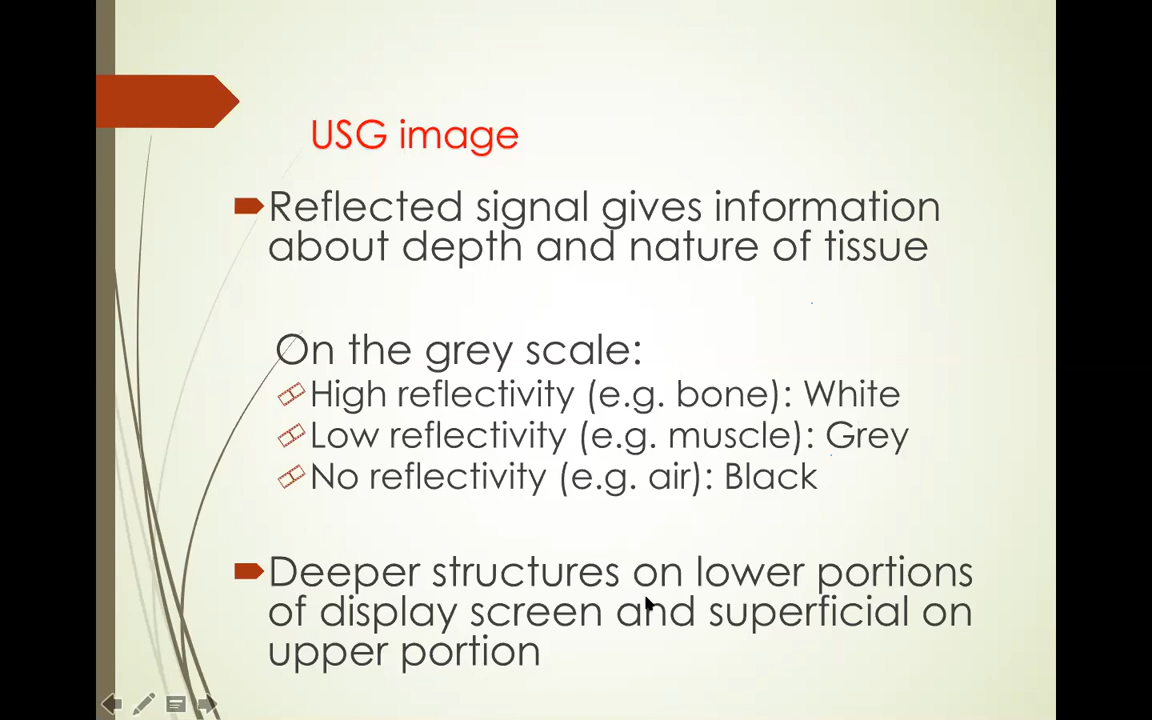 USG image
Reflected signal gives information
about depth and nature of tissue
On the grey scale:
High reflectivity (e.g. bone): White
Low reflectivity (e.g. muscle): Grey
No reflectivity (e.g. air): Black
Deeper structures on lower portions
of display screen and superficial on
upper portion